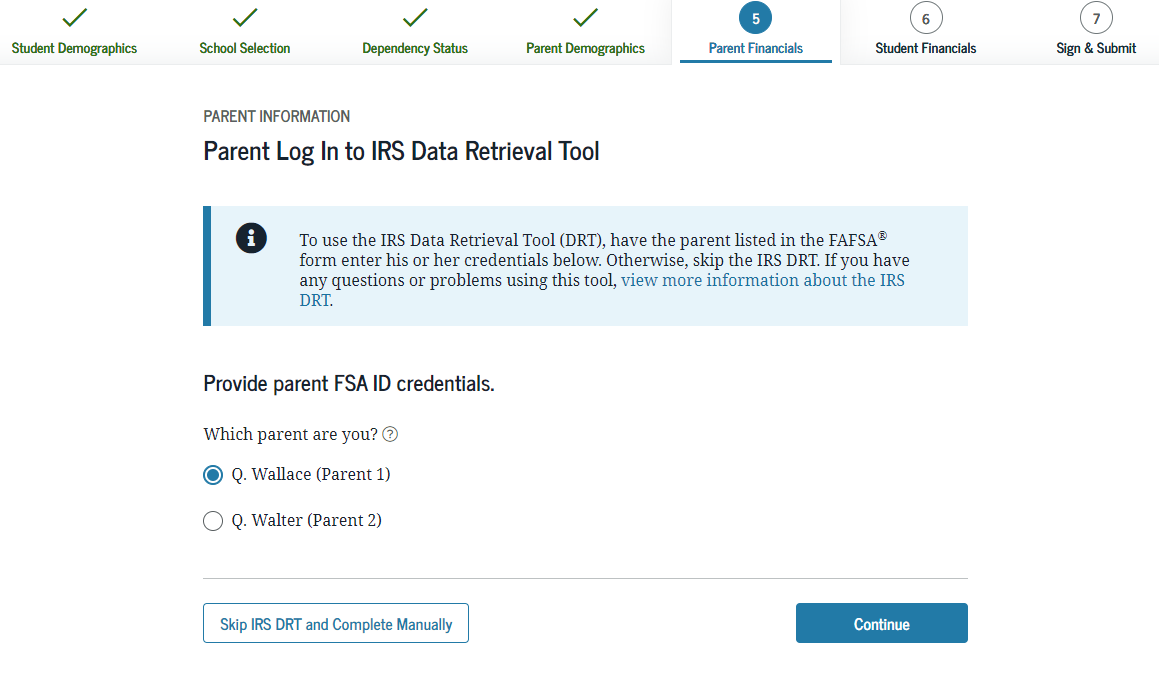 Student Demographics
School Selection
Dependency Status
Parent Demographics
5
Parent Financials
6
Student Financials
7
Sign & Submit
PARENT INFORMATION
Parent Log In to IRS Data Retrieval Tool
To use the IRS Data Retrieval Tool (DRT), have the parent listed in the FAFSA®
form enter his or her credentials below. Otherwise, skip the IRS DRT. If you have
any questions or problems using this tool, view more information about the IRS
DRT.
Provide parent FSA ID credentials.
Which parent are you? ?
Q. Wallace (Parent 1)
Q. Walter (Parent 2)
Skip IRS DRT and Complete Manually
Continue